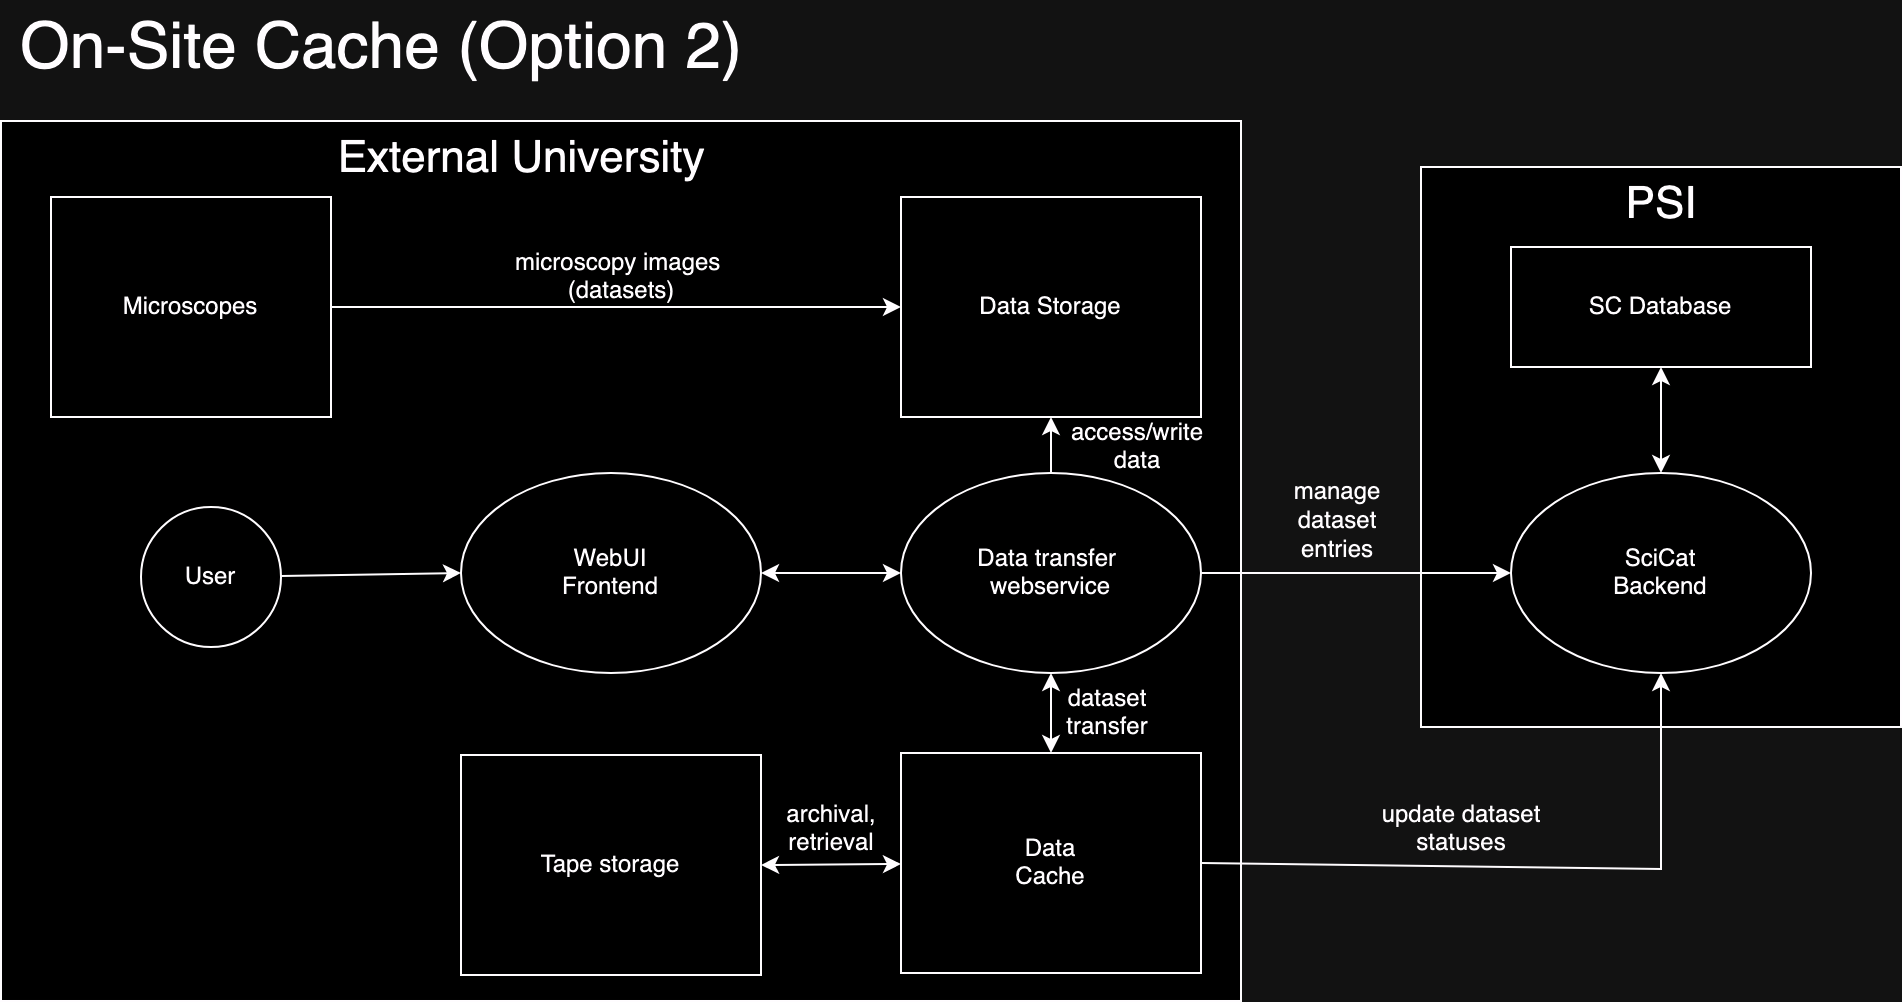 On-Site Cache (Option 2)
External University
PSI
Microscopes
microscopy images
(datasets)
Data Storage
SC Database
access/write
data
manage
dataset
entries
User
WebUI
Frontend
Data transfer
webservice
SciCat
Backend
dataset
transfer
Tape storage
archival,
retrieval
Data
Cache
update dataset
statuses